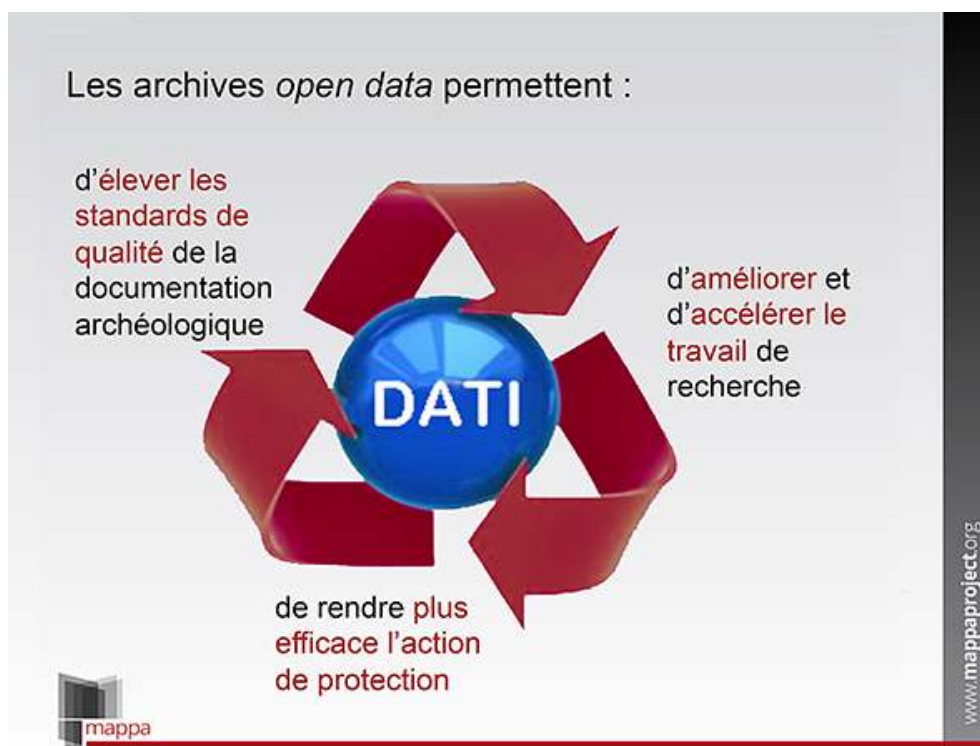 Les archives open data permettent :
d'élever les
standards de
qualité de la
documentation
archéologique
d'améliorer et
d'accélérer le
travail de
recherche
DATI
de rendre plus
efficace l'action
de protection
mappa
www.mappaproject.org